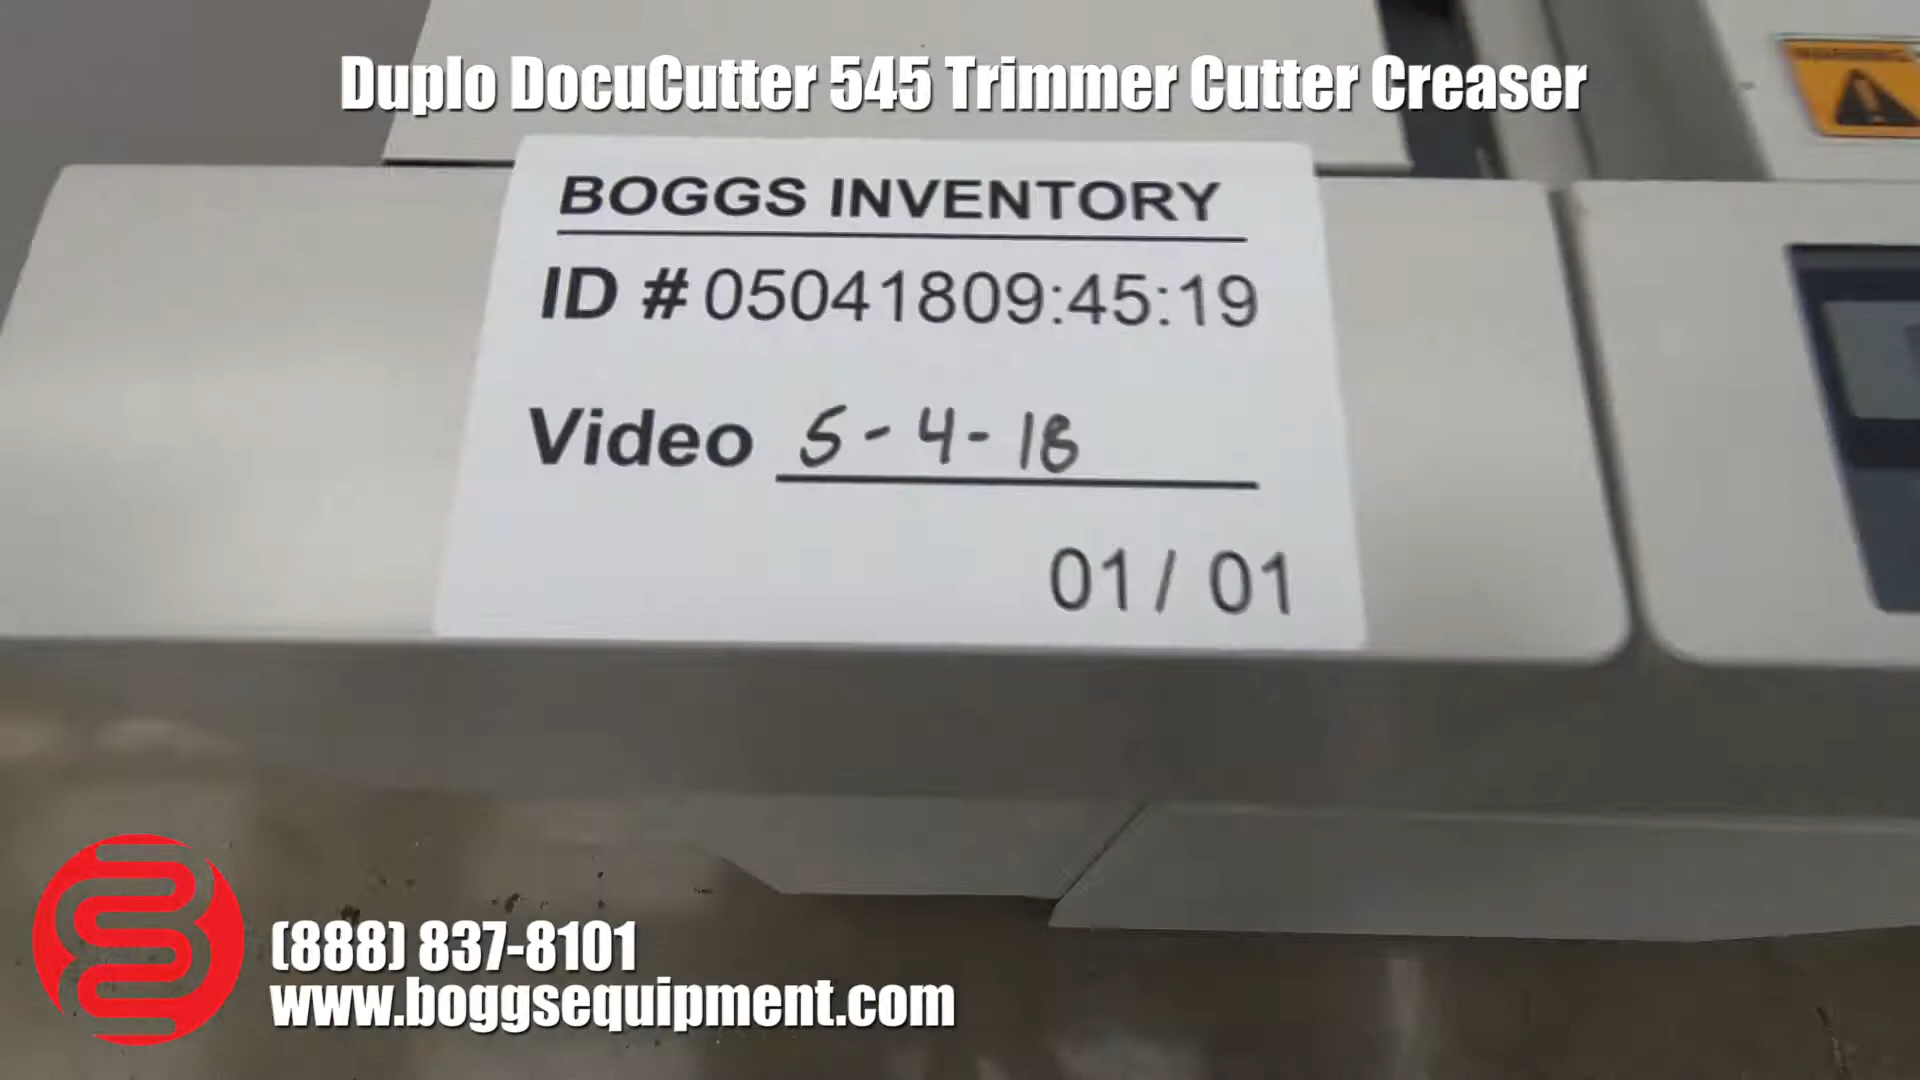 Duplo DocuCutter 545 Trimmer Cutter Creaser
BOGGS INVENTORY
ID # 05041809:45:19
Video 5-4-18
01/ 01
(888) 837-8101
www.boggsequipment.com